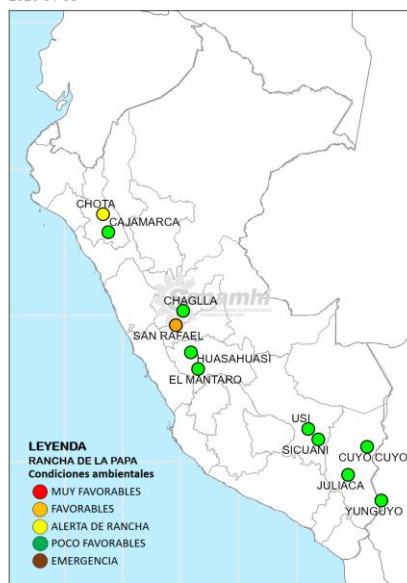 CHOTA
CAJAMARCA
Senamhi
CHAGLLA
SAN RAFAEL
HUASAHUASI
EL MANTARO
USI
SICUANI
CUYO CUYO
JULIACA
YUNGUYO
LEYENDA
RANCHA DE LA PAPA
Condiciones ambientales
MUY FAVORABLES
FAVORABLES
ALERTA DE RANCHA
POCO FAVORABLES
EMERGENCIA